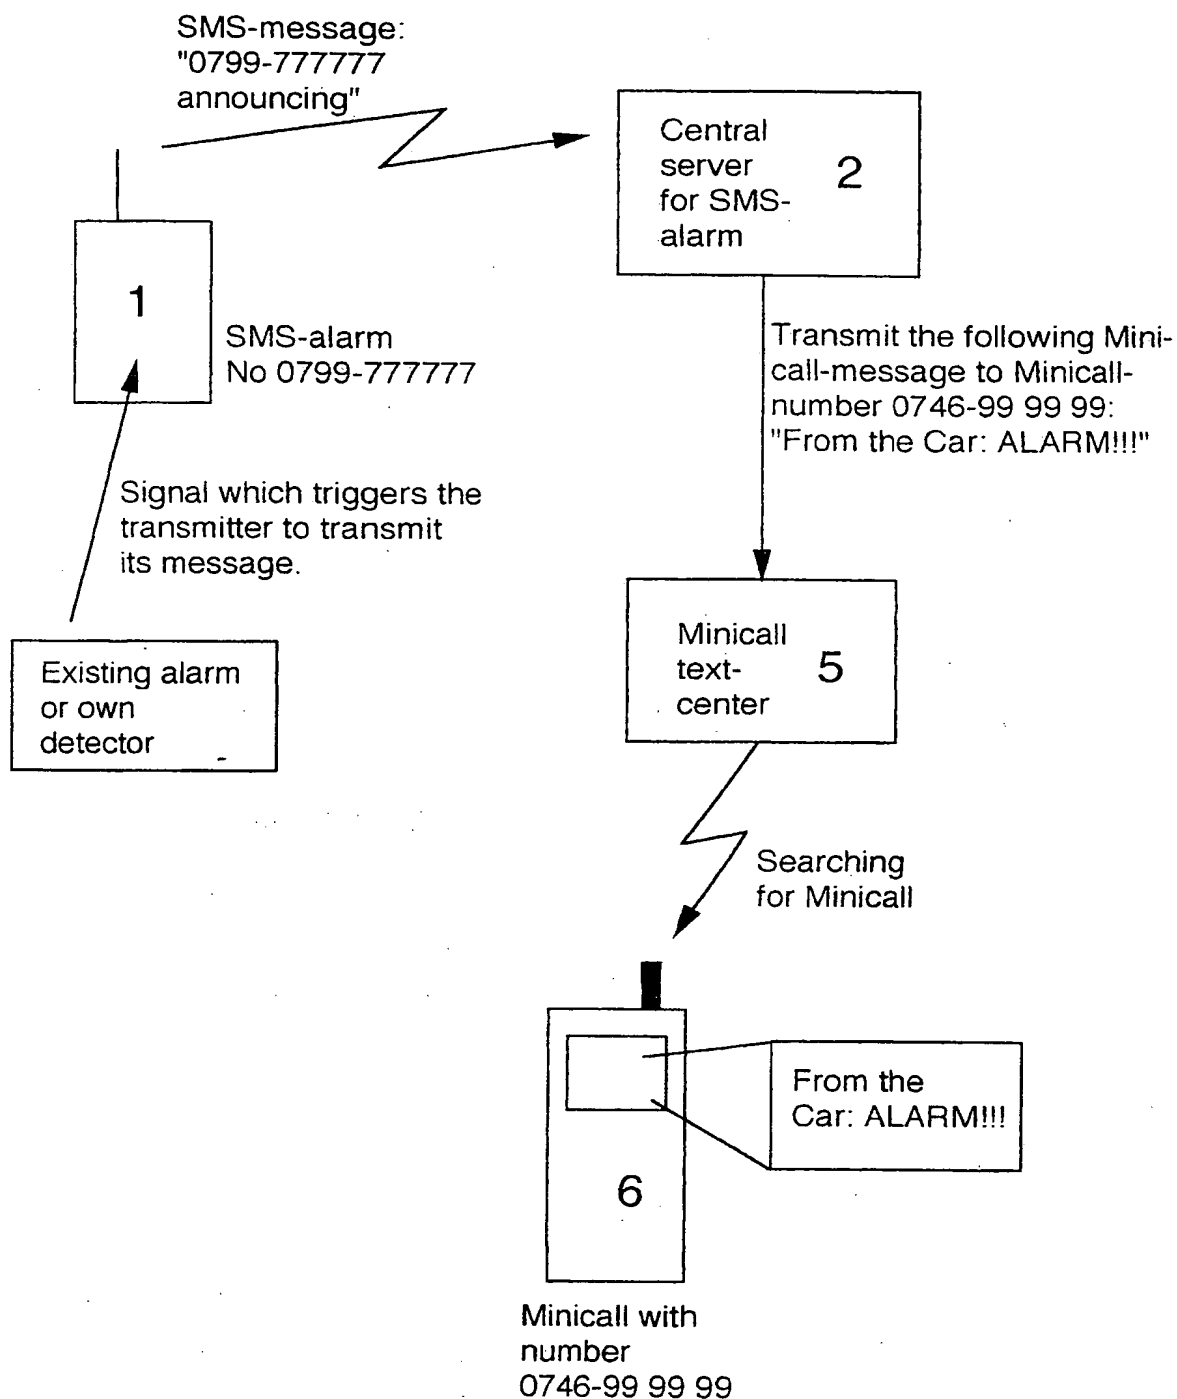 SMS-message:
"0799-777777
announcing"
Central
server
for SMS-
alarm
2
1
SMS-alarm
No 0799-777777
Transmit the following Mini-
call-message to Minicall-
number 0746-99 99 99:
"From the Car: ALARM!!!"
Signal which triggers the
transmitter to transmit
its message.
Existing alarm
or own
detector
Minicall
text-
center
5
Searching
for Minicall
From the
Car: ALARM!!!
6
Minicall with
number
0746-99 99 99